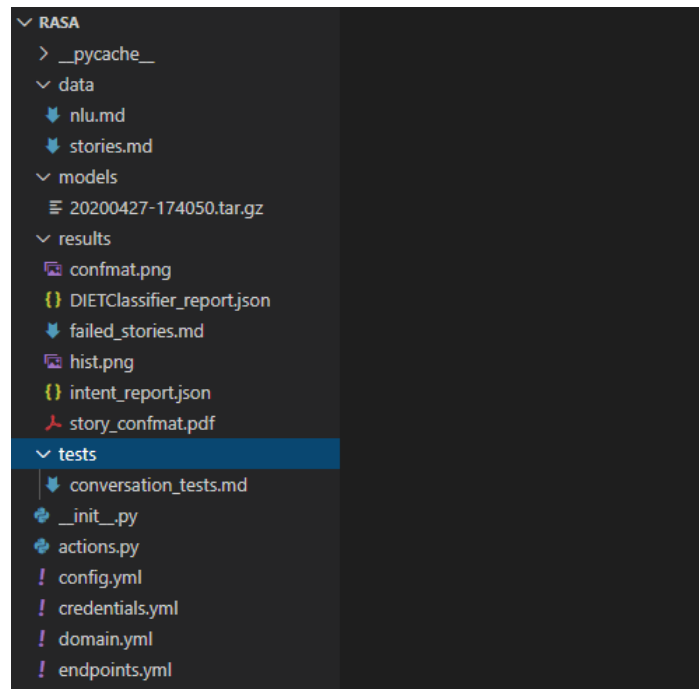 RASA
__pycache__
data
nlu.md
stories.md
models
20200427-174050.tar.gz
results
confmat.png
DIETClassifier_report.json
failed_stories.md
hist.png
intent_report.json
story_confmat.pdf
tests
conversation_tests.md
__init__.py
actions.py
config.yml
credentials.yml
domain.yml
endpoints.yml